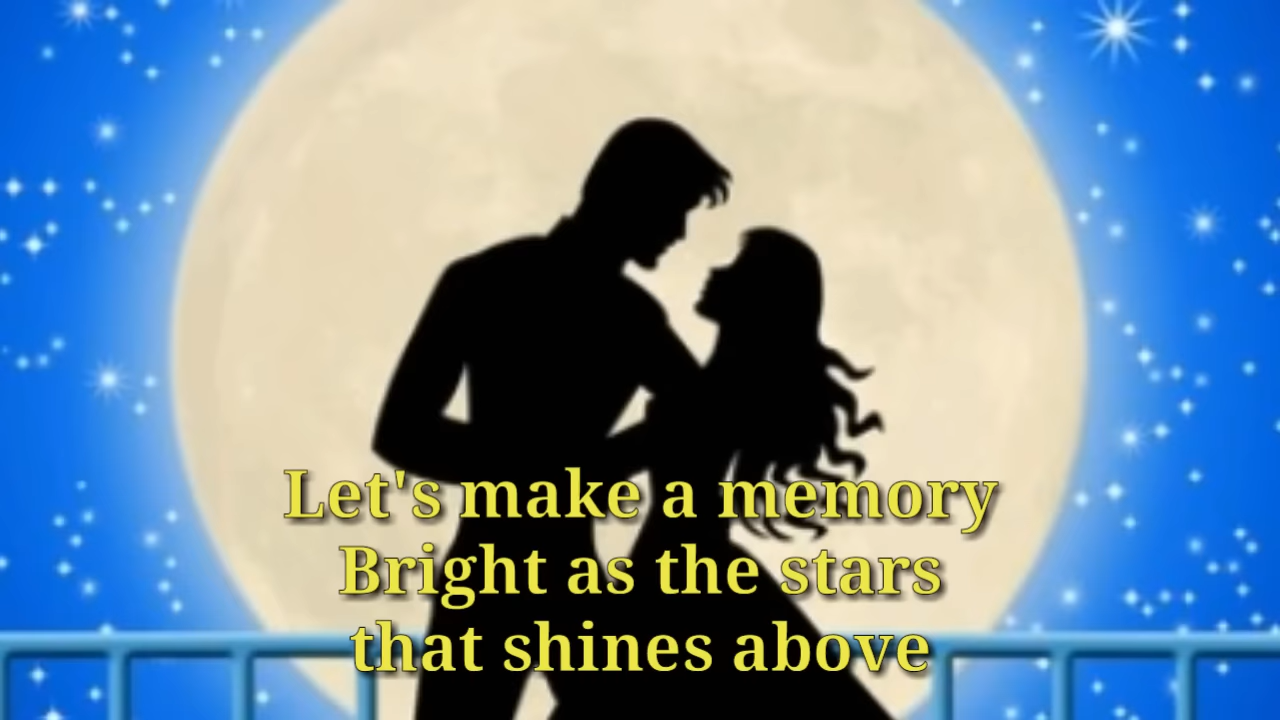 Let's make a memory
Bright as the stars
that shines above